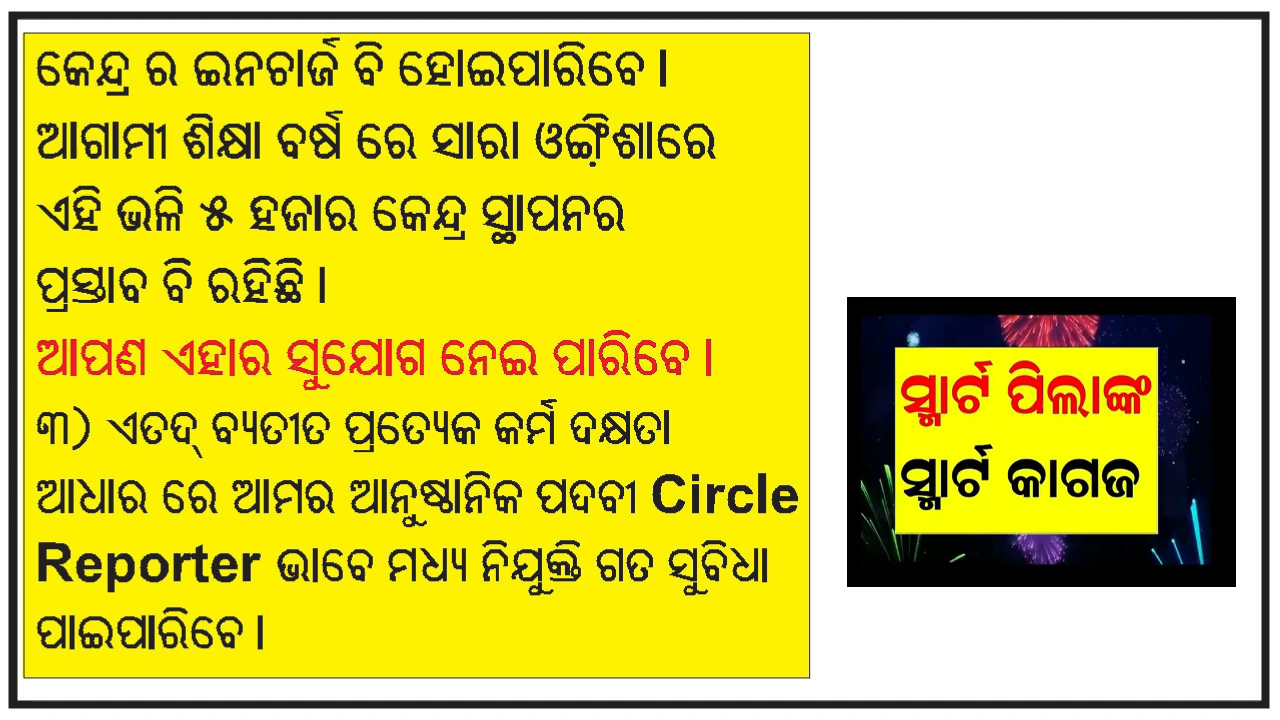 କେନ୍ଦ୍ର ର ଇନଚାର୍ଜ ବି ହୋଇପାରିବେ ।
ଆଗାମୀ ଶିକ୍ଷା ବର୍ଷ ରେ ସାରା ଓଙ୍ଗି଼ଶାରେ
ଏହି ଭଳି ୫ ହଜାର କେନ୍ଦ୍ର ସ୍ଥାପନର
ପ୍ରସ୍ତାବ ବି ରହିଛି ।
ଆପଣ ଏହାର ସୁଯୋଗ ନେଇ ପାରିବେ ।
୩) ଏତଦ୍ ବ୍ୟତୀତ ପ୍ରତ୍ୟେକ କର୍ମ ଦକ୍ଷତା
ଆଧାର ରେ ଆମର ଆନୁଷ୍ଠାନିକ ପଦବୀ Circle
Reporter ଭାବେ ମଧ୍ୟ ନିଯୁକ୍ତି ଗତ ସୁବିଧା
ପାଇପାରିବେ ।
ସ୍ମାର୍ଟ ପିଲାଙ୍କ
ସ୍ମାର୍ଟ କାଗଜ